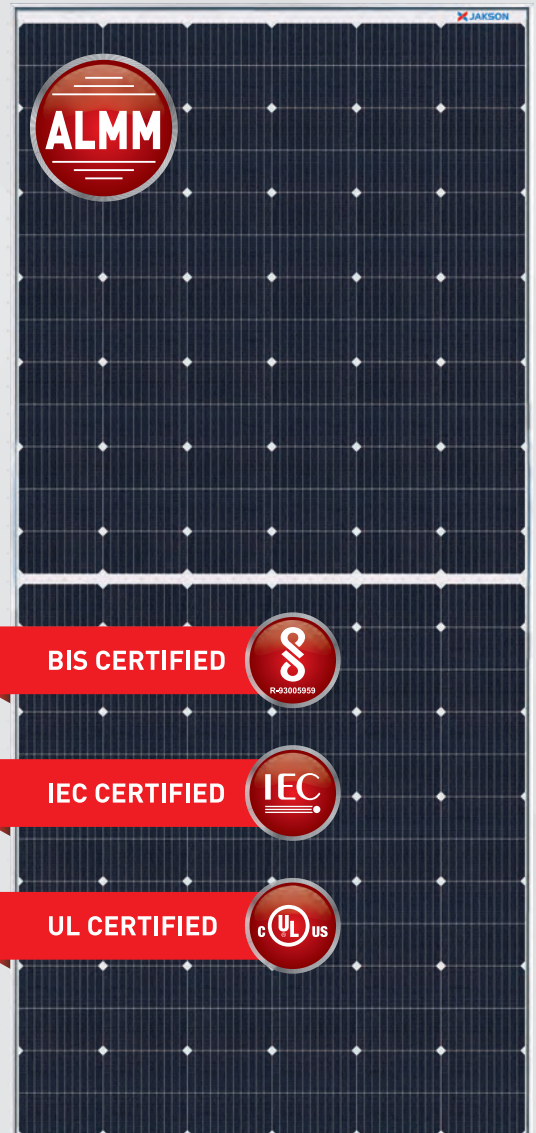 JAKSON
ALMM
BIS CERTIFIED
R-93005959
IEC CERTIFIED
IEC
UL CERTIFIED
c UL us